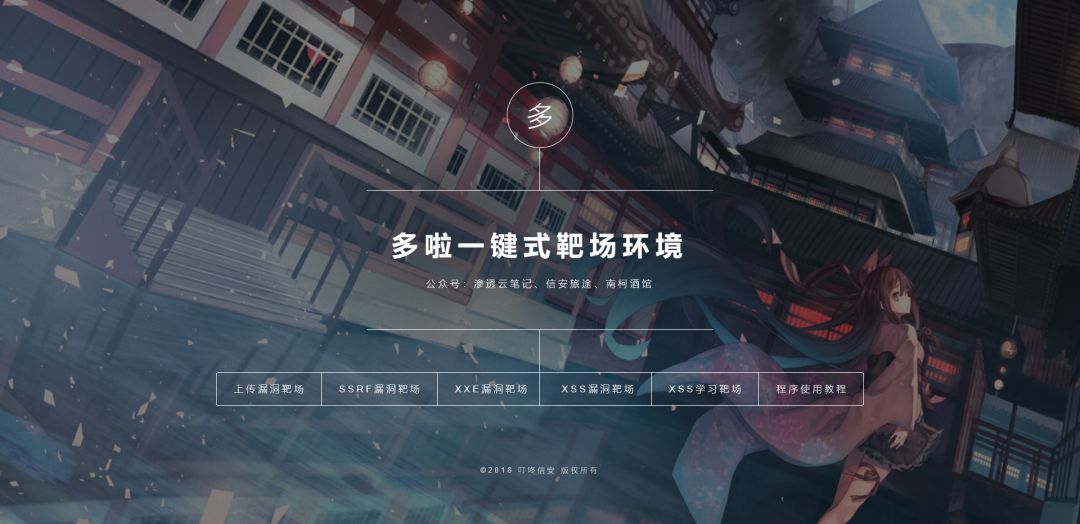 多
多啦一键式靶场环境
公众号：渗透云笔记、信安旅途、南柯酒馆
上传漏洞靶场 SSRF漏洞靶场 XXE漏洞靶场 XSS漏洞靶场 XSS学习靶场 程序使用教程
©2018 叮咚信安 版权所有